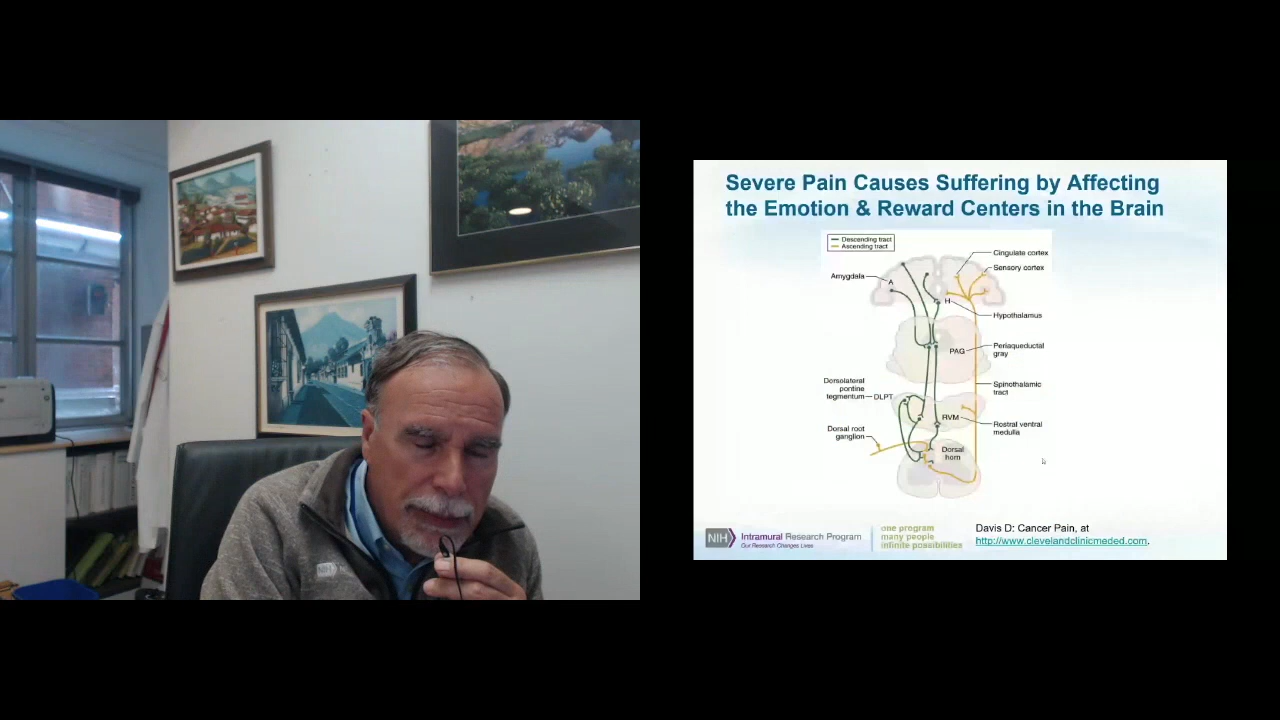 Severe Pain Causes Suffering by Affecting
the Emotion & Reward Centers in the Brain
Descending tract
Ascending tract
Cingulate cortex
Sensory cortex
Amygdala
A
H
Hypothalamus
PAG
Periaqueductal
gray
Dorsolateral
pontine
tegmentum
DLPT
Spinothalamic
tract
RVM
Rostral ventral
medulla
Dorsal root
ganglion
Dorsal
horn
NIH
Intramural Research Program
Our Research Changes Lives
one program
many people
infinite possibilities
Davis D: Cancer Pain, at
http://www.clevelandclinicmeded.com.
NIH